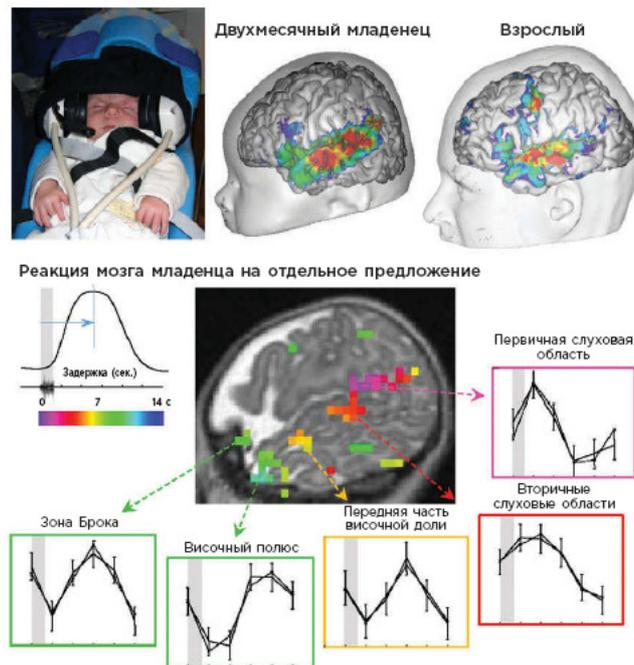 Двухмесячный младенец
Взрослый
Реакция мозга младенца на отдельное предложение
Задержка (сек.)
0 7 14 с
Первичная слуховая
область
Зона Брока
Височный полюс
Передняя часть
височной доли
Вторичные
слуховые области